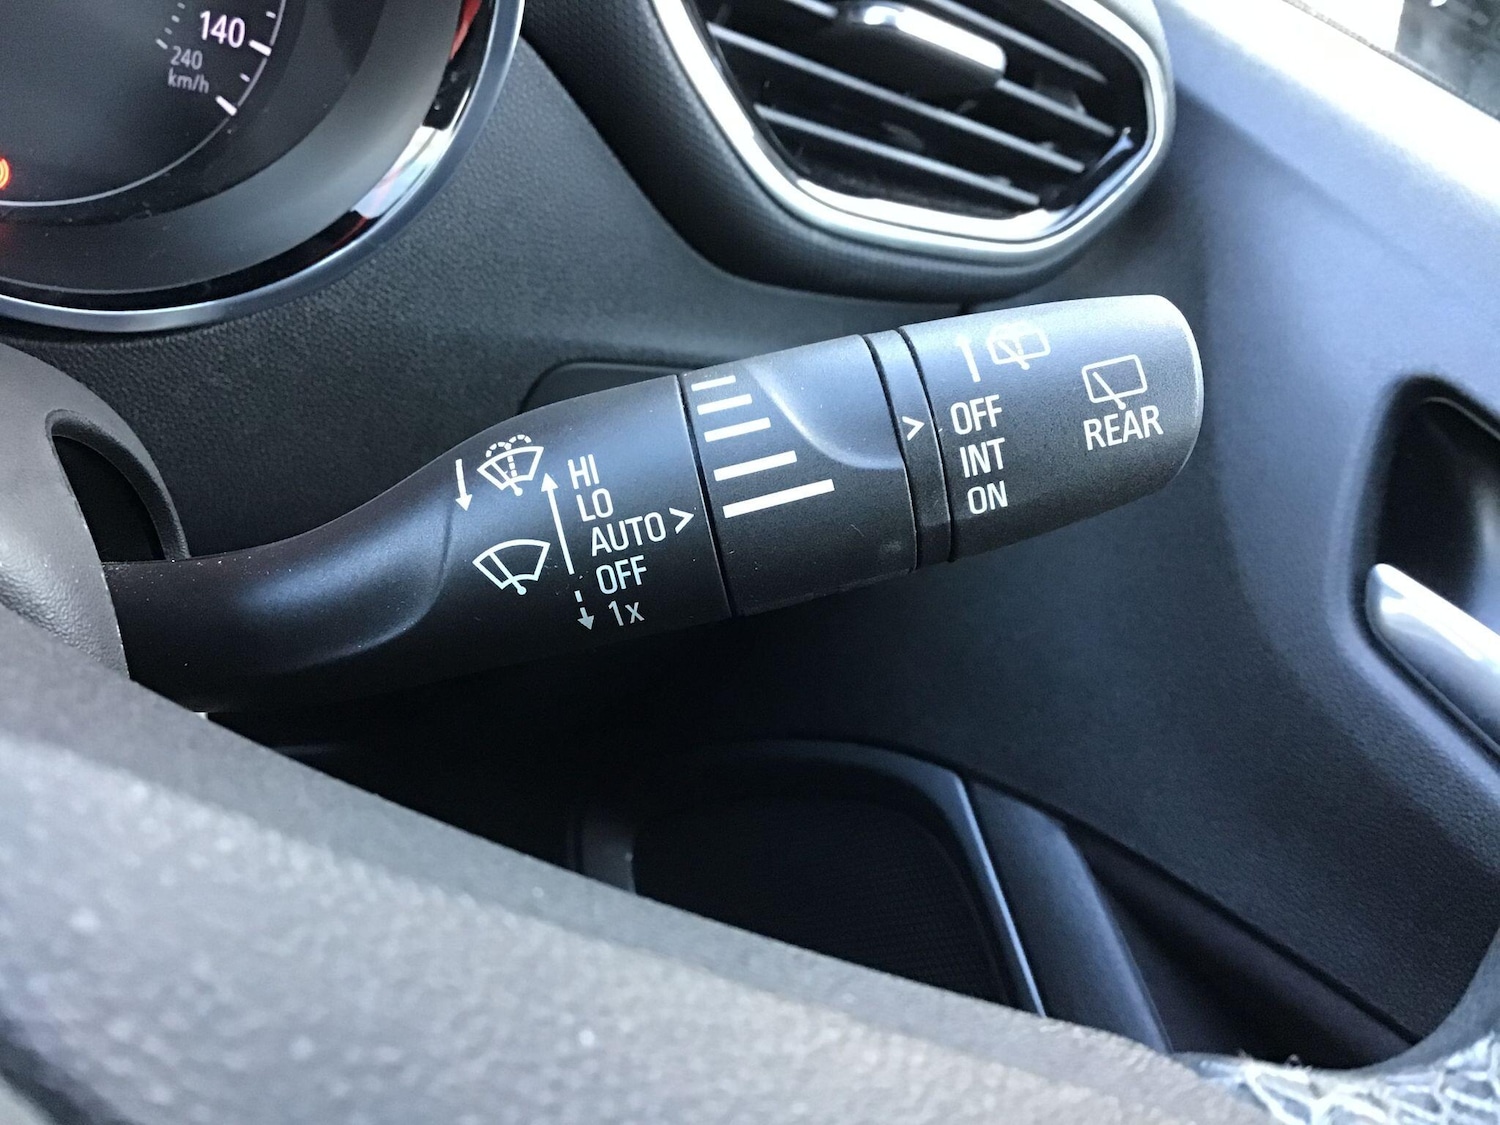 140
240
km/h
HI
LO
AUTO >
OFF
1x
>
OFF
INT
ON
REAR